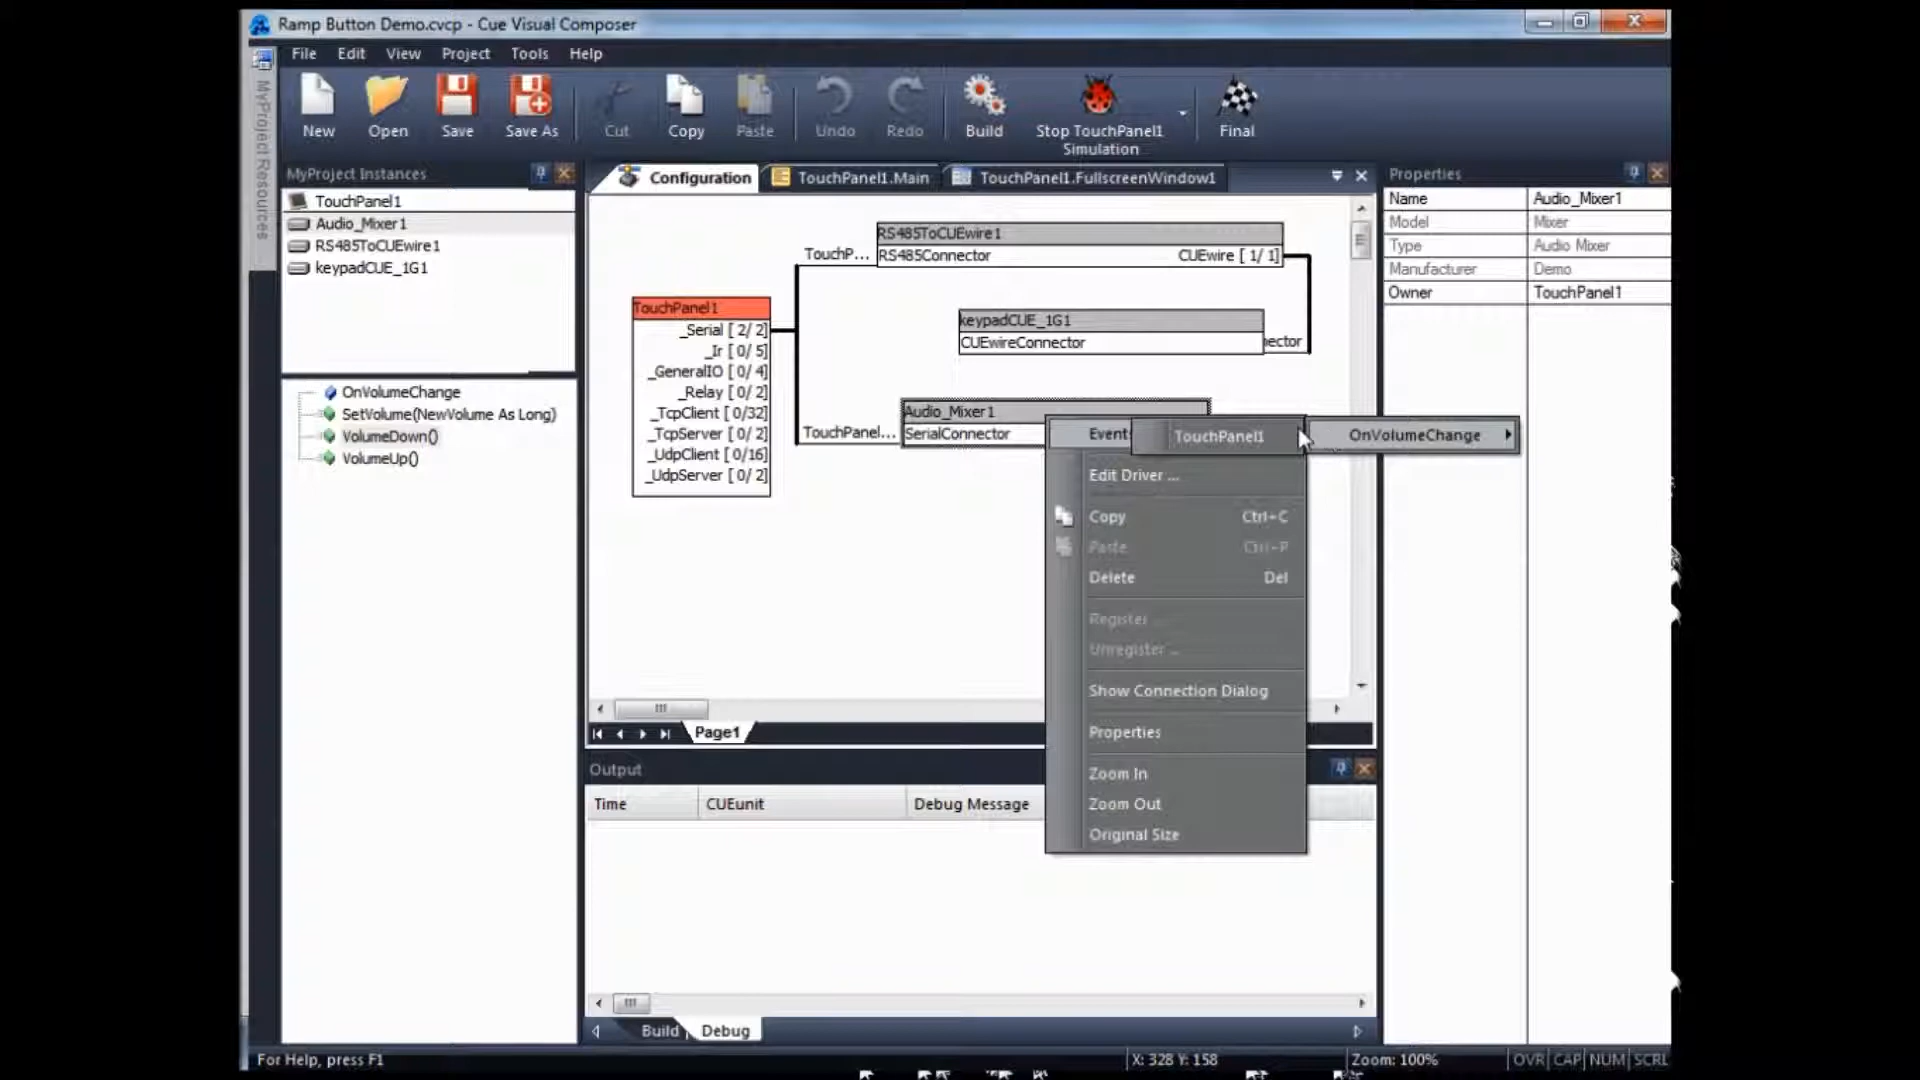 Ramp Button Demo.cvcp - Cue Visual Composer
File Edit View Project Tools Help
New Open Save Save As Cut Copy Paste Undo Redo Build Stop TouchPanel1 Simulation Final
MyProject Resources
MyProject Instances
TouchPanel1
Audio_Mixer1
RS485ToCUEwire1
keypadCUE_1G1
OnVolumeChange
SetVolume(NewVolume As Long)
VolumeDown()
VolumeUp()
Configuration TouchPanel1.Main TouchPanel1.FullscreenWindow1
RS485ToCUEwire1
TouchP... RS485Connector CUEwire [ 1/ 1]
TouchPanel1
_Serial [ 2/ 2]
_Ir [ 0/ 5]
_GeneralIO [ 0/ 4]
_Relay [ 0/ 2]
_TcpClient [ 0/32]
_TcpServer [ 0/ 2]
_UdpClient [ 0/16]
_UdpServer [ 0/ 2]
keypadCUE_1G1
CUEwireConnector
Audio_Mixer1
TouchPanel... SerialConnector
TouchPanel1
OnVolumeChange
Edit Driver ...
Copy Ctrl+C
Paste Ctrl+P
Delete Del
Register ...
Unregister ...
Show Connection Dialog
Properties
Zoom In
Zoom Out
Original Size
Page1
Output
Time CUEunit Debug Message
Build Debug
Properties
Name Audio_Mixer1
Model Mixer
Type Audio Mixer
Manufacturer Demo
Owner TouchPanel1
For Help, press F1
X: 328 Y: 158
Zoom: 100%
OVR CAP NUM SCRL